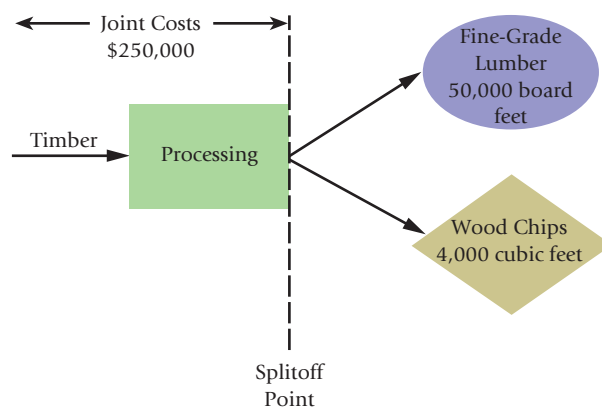 Joint Costs
$250,000
Fine-Grade
Lumber
50,000 board
feet
Timber
Processing
Wood Chips
4,000 cubic feet
Splitoff
Point